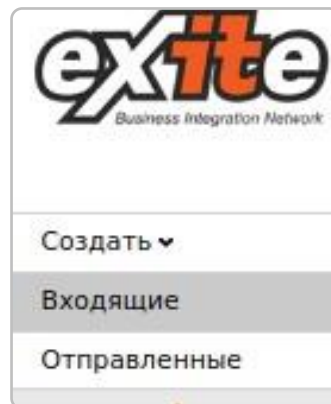 eXite
Business Integration Network
Создать
Входящие
Отправленные